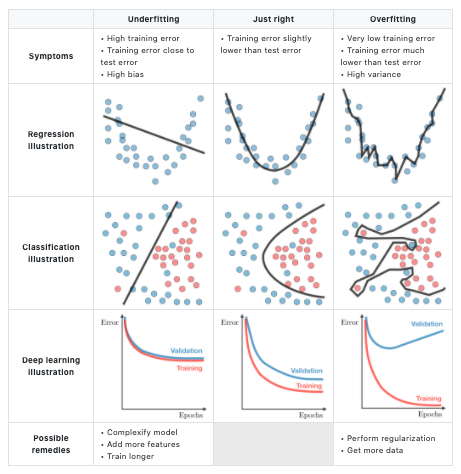 Underfitting
Just right
Overfitting
Symptoms
• High training error
• Training error close to
test error
• High bias
• Training error slightly
lower than test error
• Very low training error
• Training error much
lower than test error
• High variance
Regression
illustration
Classification
illustration
Deep learning
illustration
Error
Validation
Training
Epochs
Error
Validation
Training
Epochs
Error
Validation
Training
Epochs
Possible
remedies
• Complexify model
• Add more features
• Train longer
• Perform regularization
• Get more data